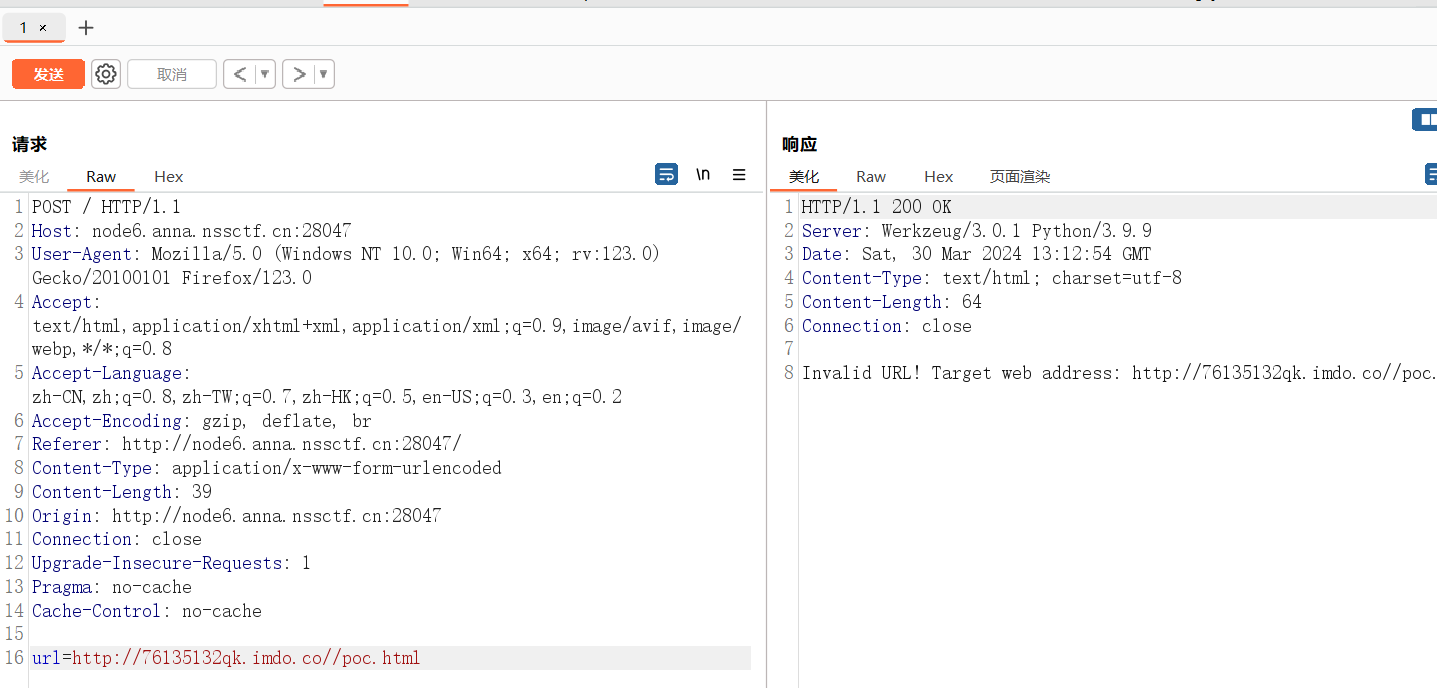 1 ×
+
发送
取消
< ▼
> ▼
请求
美化 Raw Hex
\n
1 POST / HTTP/1.1
2 Host: node6.anna.nssctf.cn:28047
3 User-Agent: Mozilla/5.0 (Windows NT 10.0; Win64; x64; rv:123.0)
Gecko/20100101 Firefox/123.0
4 Accept:
text/html,application/xhtml+xml,application/xml;q=0.9,image/avif,image/
webp,*/*;q=0.8
5 Accept-Language:
zh-CN,zh;q=0.8,zh-TW;q=0.7,zh-HK;q=0.5,en-US;q=0.3,en;q=0.2
6 Accept-Encoding: gzip, deflate, br
7 Referer: http://node6.anna.nssctf.cn:28047/
8 Content-Type: application/x-www-form-urlencoded
9 Content-Length: 39
10 Origin: http://node6.anna.nssctf.cn:28047
11 Connection: close
12 Upgrade-Insecure-Requests: 1
13 Pragma: no-cache
14 Cache-Control: no-cache
15
16 url=http://76135132qk.imdo.co//poc.html
响应
美化 Raw Hex 页面渲染
1 HTTP/1.1 200 OK
2 Server: Werkzeug/3.0.1 Python/3.9.9
3 Date: Sat, 30 Mar 2024 13:12:54 GMT
4 Content-Type: text/html; charset=utf-8
5 Content-Length: 64
6 Connection: close
7
8 Invalid URL! Target web address: http://76135132qk.imdo.co//poc.